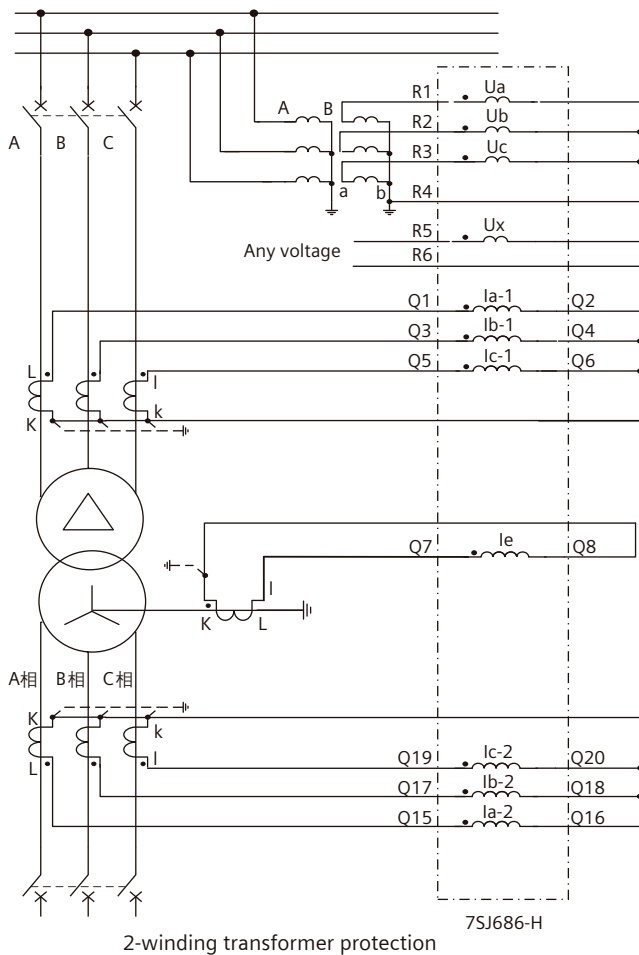 R1 Ua
A B
R2 Ub
A B C
R3 Uc
a b R4
R5 Ux
Any voltage
R6
Q1 Ia-1 Q2
Q3 Ib-1 Q4
Q5 Ic-1 Q6
L l
K k
Q7 Ie Q8
l
K L
A相 B相 C相
K k
L l
Q19 Ic-2 Q20
Q17 Ib-2 Q18
Q15 Ia-2 Q16
7SJ686-H
2-winding transformer protection